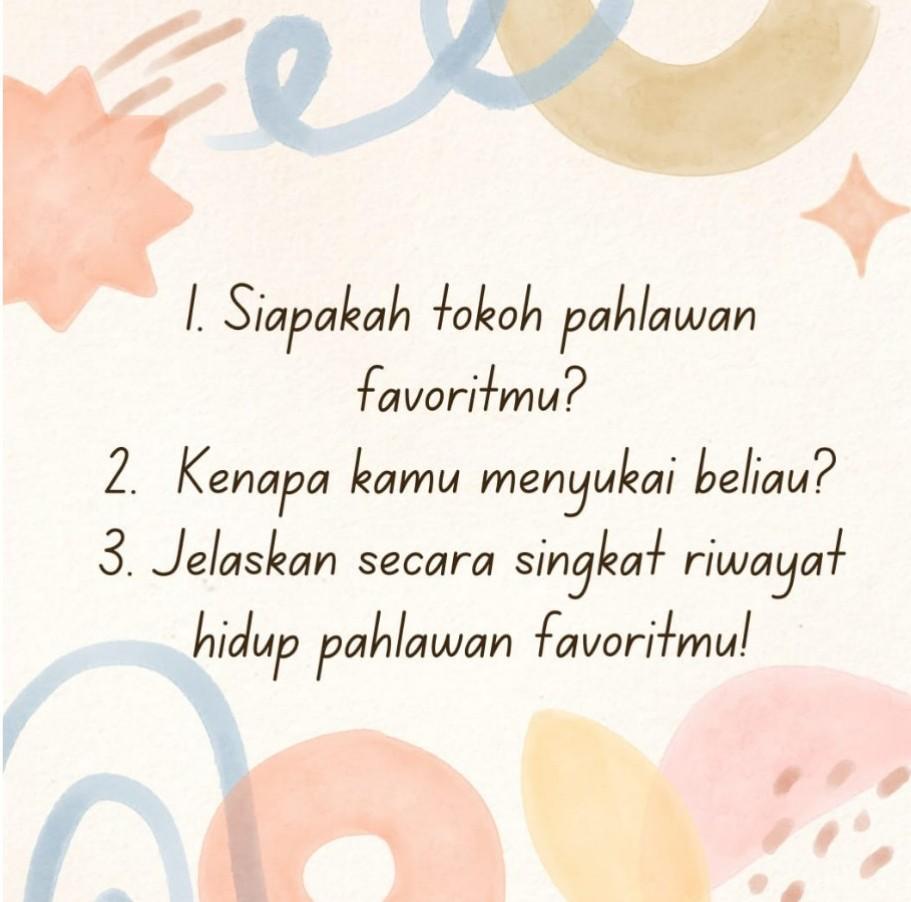 1. Siapakah tokoh pahlawan
favoritmu?
2. Kenapa kamu menyukai beliau?
3. Jelaskan secara singkat riwayat
hidup pahlawan favoritmu!